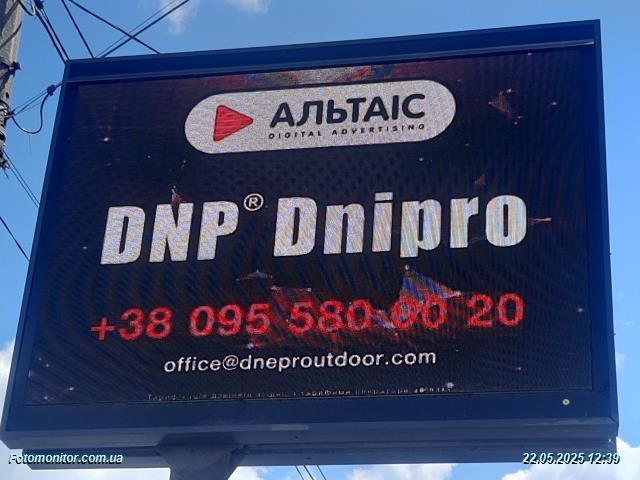 АЛЬТАІС
DIGITAL ADVERTISING
DNP® Dnipro
+38 095 580 00 20
office@dneproutdoor.com
Fotomonitor.com.ua
22.05.2025 12:39